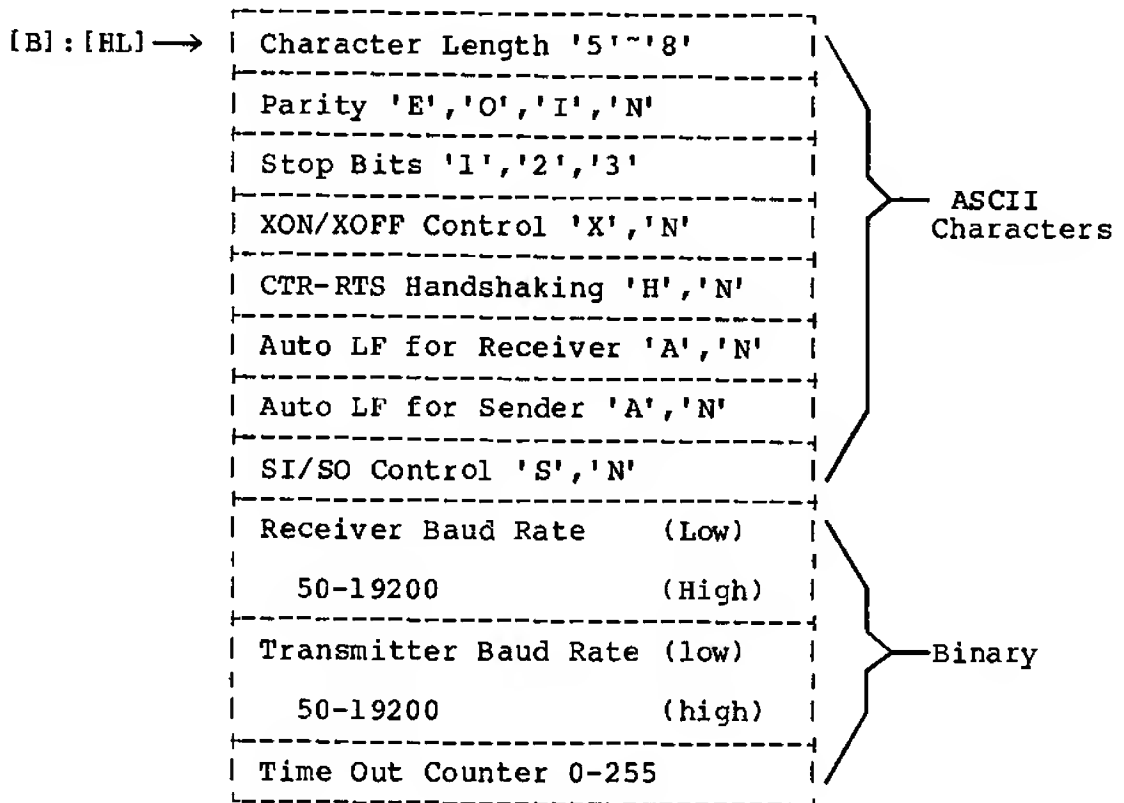 [B]:[HL]→ | Character Length '5'~'8' |
| Parity 'E','O','I','N' |
| Stop Bits '1','2','3' |
| XON/XOFF Control 'X','N' |
ASCII
Characters
| CTR-RTS Handshaking 'H','N' |
| Auto LF for Receiver 'A','N' |
| Auto LF for Sender 'A','N' |
| SI/SO Control 'S','N' |
| Receiver Baud Rate (Low) |
| 50-19200 (High) |
| Transmitter Baud Rate (low) |
Binary
| 50-19200 (high) |
| Time Out Counter 0-255